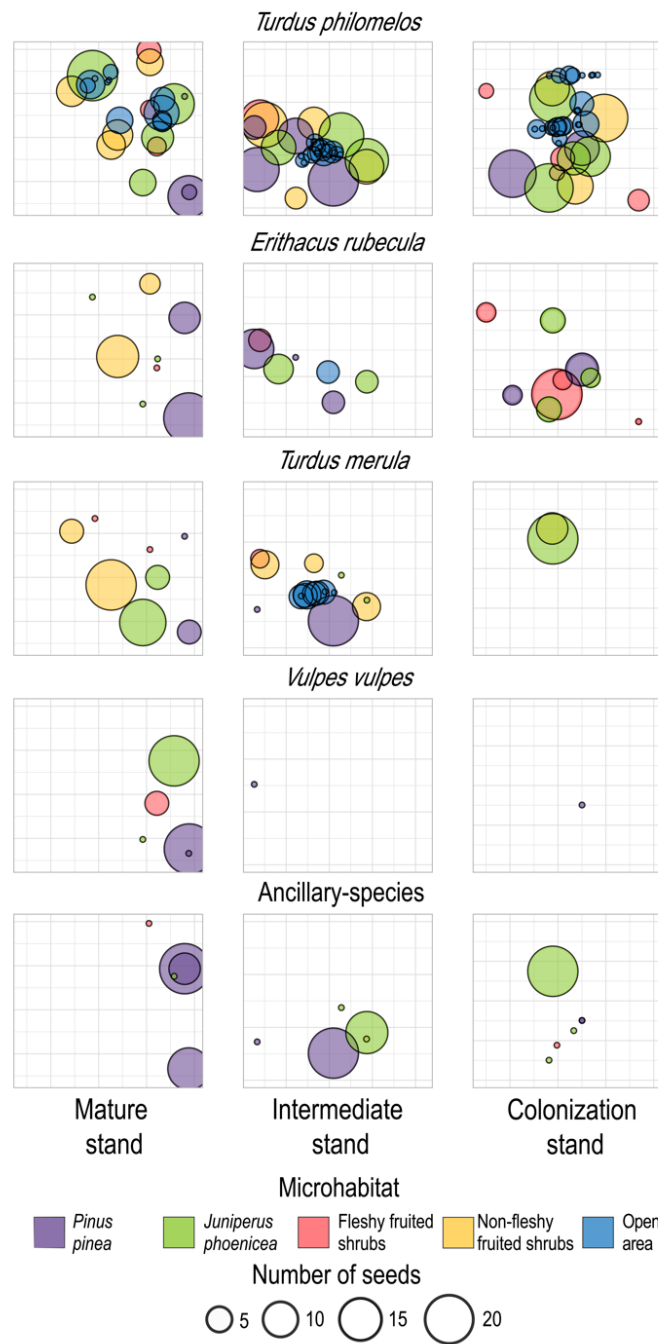 Turdus philomelos
Erithacus rubecula
Turdus merula
Vulpes vulpes
Ancillary-species
Mature
stand
Intermediate
stand
Colonization
stand
Microhabitat
Pinus
pinea
Juniperus
phoenicea
Fleshy fruited
shrubs
Non-fleshy
fruited shrubs
Open
area
Number of seeds
5 10 15 20